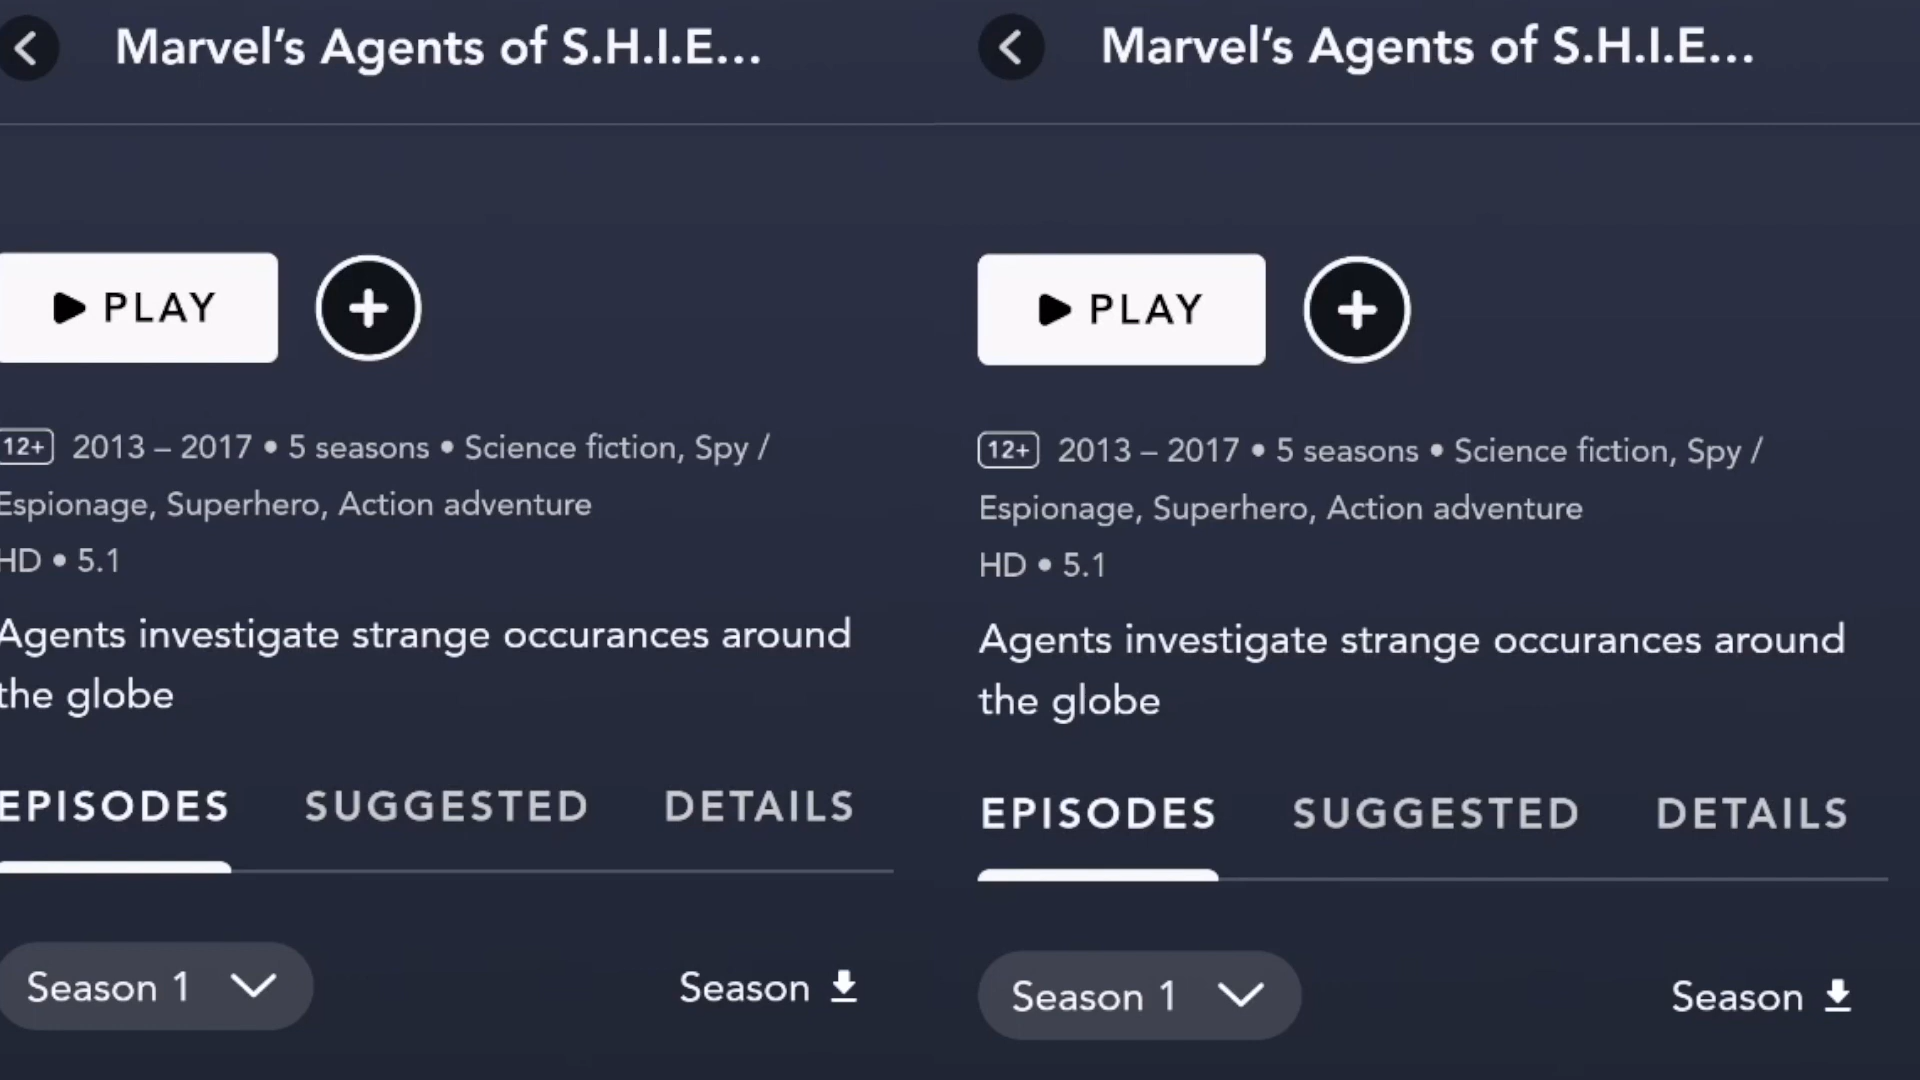 Marvel's Agents of S.H.I.E...
PLAY
12+ 2013 – 2017 • 5 seasons • Science fiction, Spy /
Espionage, Superhero, Action adventure
HD • 5.1
Agents investigate strange occurances around
the globe
EPISODES SUGGESTED DETAILS
Season 1 Season
Marvel's Agents of S.H.I.E...
PLAY
12+ 2013 – 2017 • 5 seasons • Science fiction, Spy /
Espionage, Superhero, Action adventure
HD • 5.1
Agents investigate strange occurances around
the globe
EPISODES SUGGESTED DETAILS
Season 1 Season